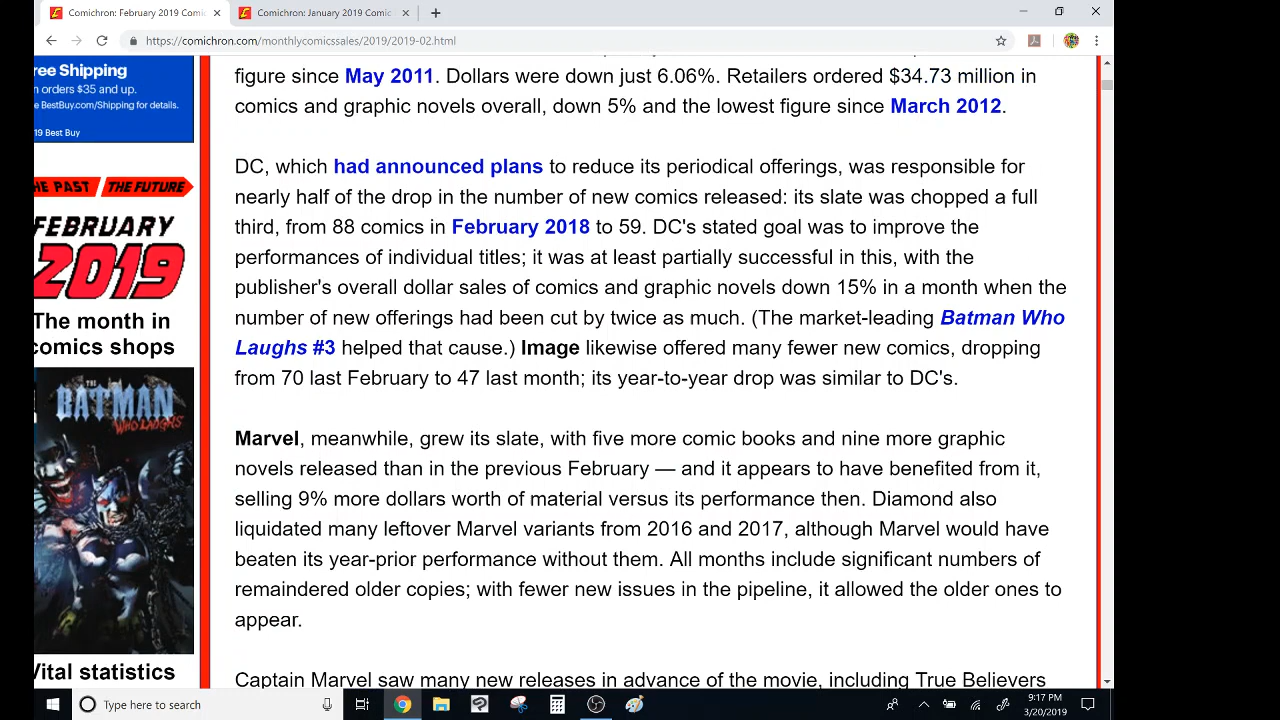 Comichron: February 2019 Comi
Comichron: January 2019 Comic
https://comichron.com/monthlycomicssales/2019/2019-02.html
ree Shipping
n orders $35 and up.
e BestBuy.com/Shipping for details.
19 Best Buy
HE PAST
THE FUTURE
FEBRUARY
2019
The month in
comics shops
THE
BATMAN
WHO LAUGHS
Vital statistics
figure since May 2011. Dollars were down just 6.06%. Retailers ordered $34.73 million in
comics and graphic novels overall, down 5% and the lowest figure since March 2012.
DC, which had announced plans to reduce its periodical offerings, was responsible for
nearly half of the drop in the number of new comics released: its slate was chopped a full
third, from 88 comics in February 2018 to 59. DC's stated goal was to improve the
performances of individual titles; it was at least partially successful in this, with the
publisher's overall dollar sales of comics and graphic novels down 15% in a month when the
number of new offerings had been cut by twice as much. (The market-leading Batman Who
Laughs #3 helped that cause.) Image likewise offered many fewer new comics, dropping
from 70 last February to 47 last month; its year-to-year drop was similar to DC's.
Marvel, meanwhile, grew its slate, with five more comic books and nine more graphic
novels released than in the previous February — and it appears to have benefited from it,
selling 9% more dollars worth of material versus its performance then. Diamond also
liquidated many leftover Marvel variants from 2016 and 2017, although Marvel would have
beaten its year-prior performance without them. All months include significant numbers of
remaindered older copies; with fewer new issues in the pipeline, it allowed the older ones to
appear.
Captain Marvel saw many new releases in advance of the movie, including True Believers
Type here to search
9:17 PM
3/20/2019